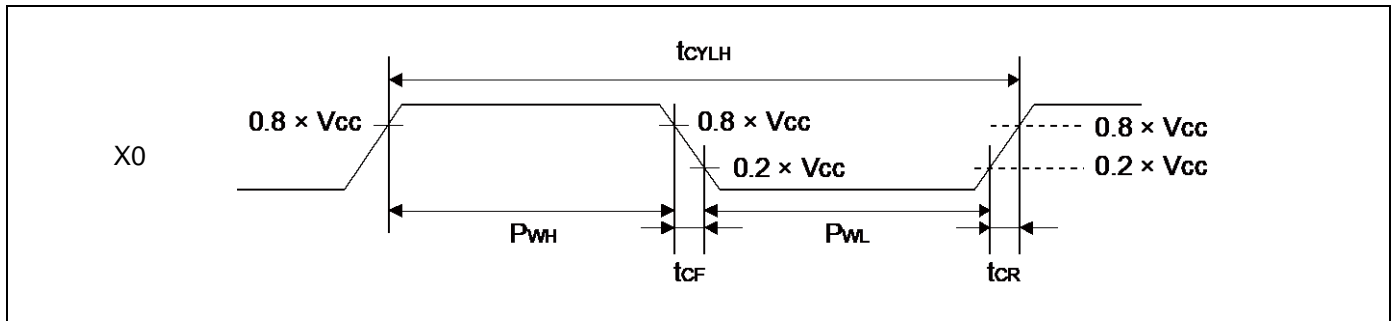 tCYLH
0.8 × Vcc
0.8 × Vcc
0.8 × Vcc
X0
0.2 × Vcc
0.2 × Vcc
PWH
PWL
tCF
tCR